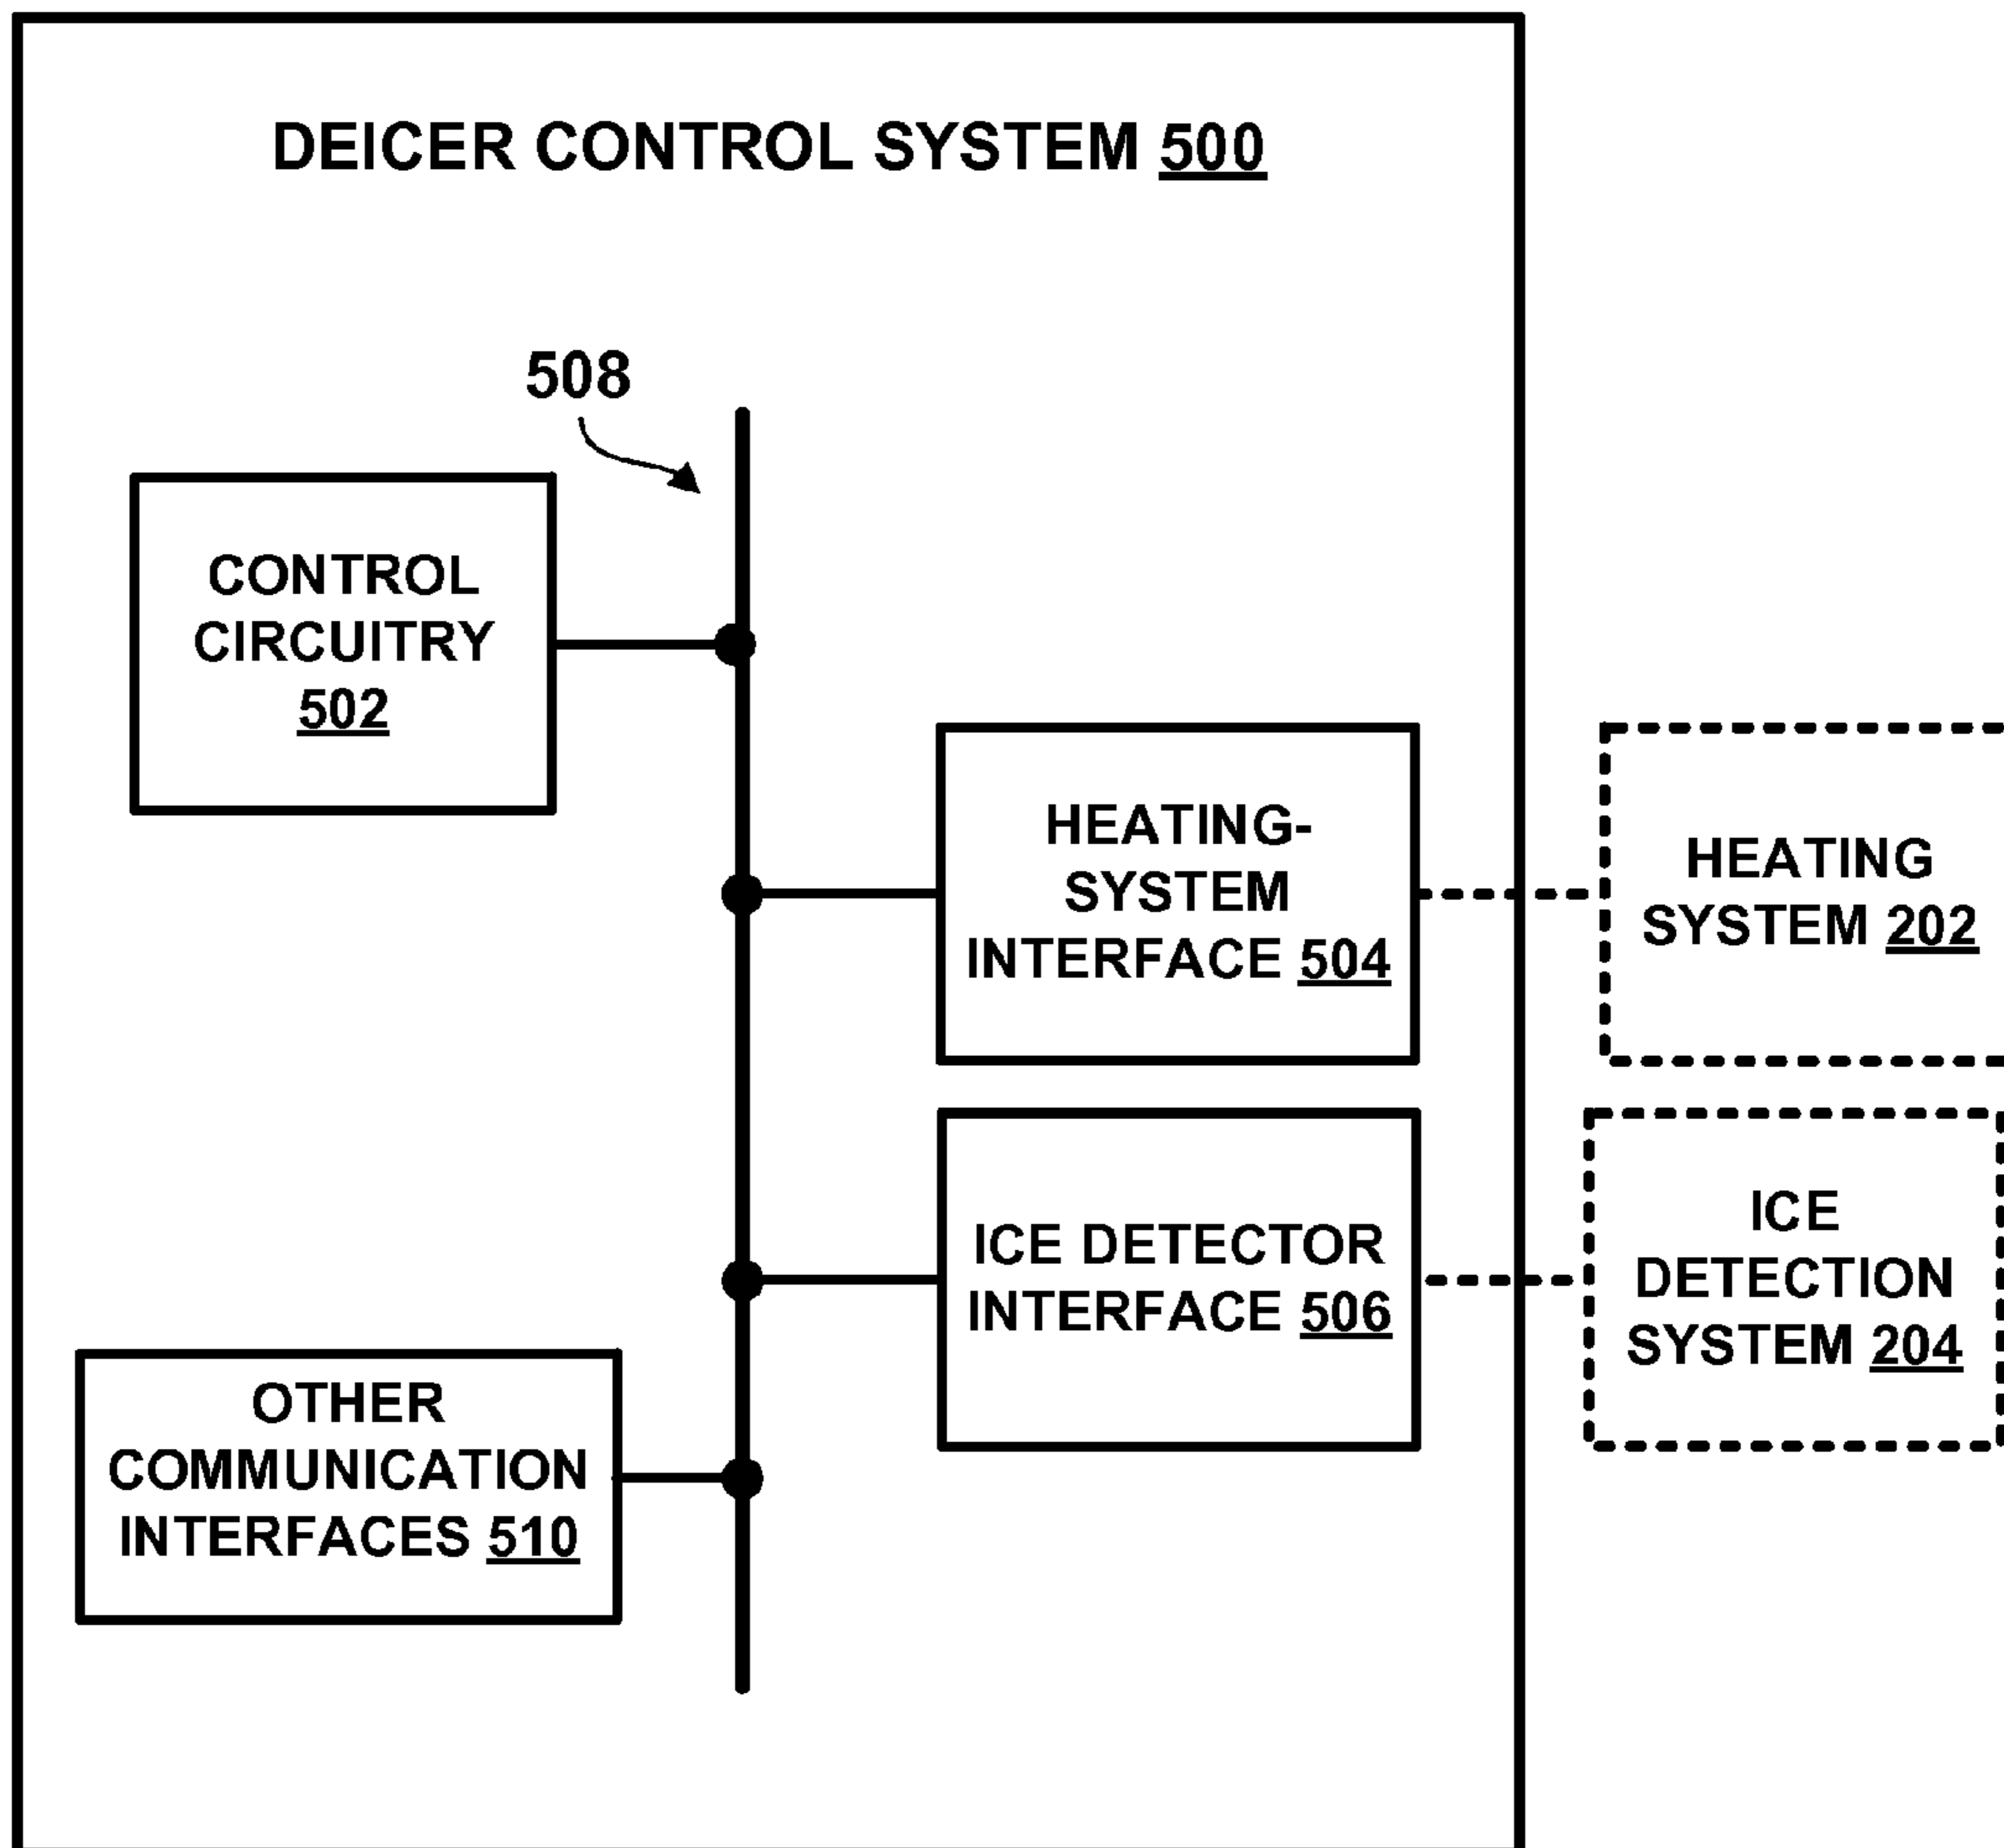 DEICER CONTROL SYSTEM 500
508
CONTROL
CIRCUITRY
502
HEATING-
SYSTEM
INTERFACE 504
HEATING
SYSTEM 202
ICE DETECTOR
INTERFACE 506
ICE
DETECTION
SYSTEM 204
OTHER
COMMUNICATION
INTERFACES 510